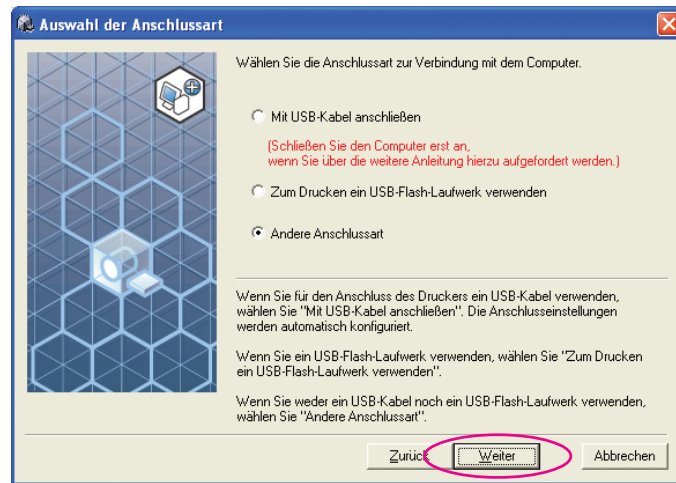 Auswahl der Anschlussart
Wählen Sie die Anschlussart zur Verbindung mit dem Computer.
Mit USB-Kabel anschließen
(Schließen Sie den Computer erst an,
wenn Sie über die weitere Anleitung hierzu aufgefordert werden.)
Zum Drucken ein USB-Flash-Laufwerk verwenden
Andere Anschlussart
Wenn Sie für den Anschluss des Druckers ein USB-Kabel verwenden,
wählen Sie "Mit USB-Kabel anschließen". Die Anschlusseinstellungen
werden automatisch konfiguriert.
Wenn Sie ein USB-Flash-Laufwerk verwenden, wählen Sie "Zum Drucken
ein USB-Flash-Laufwerk verwenden".
Wenn Sie weder ein USB-Kabel noch ein USB-Flash-Laufwerk verwenden,
wählen Sie "Andere Anschlussart".
Zurück Weiter Abbrechen